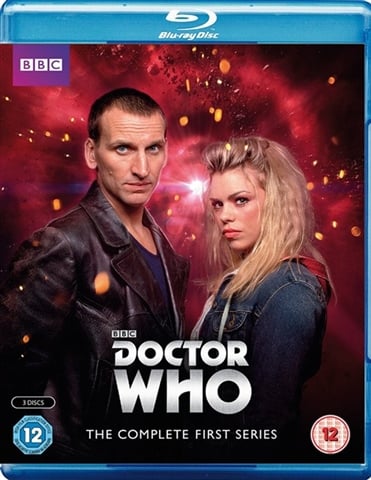 Blu-ray Disc
BBC
BBC
DOCTOR
WHO
3 DISCS
12
THE COMPLETE FIRST SERIES
12